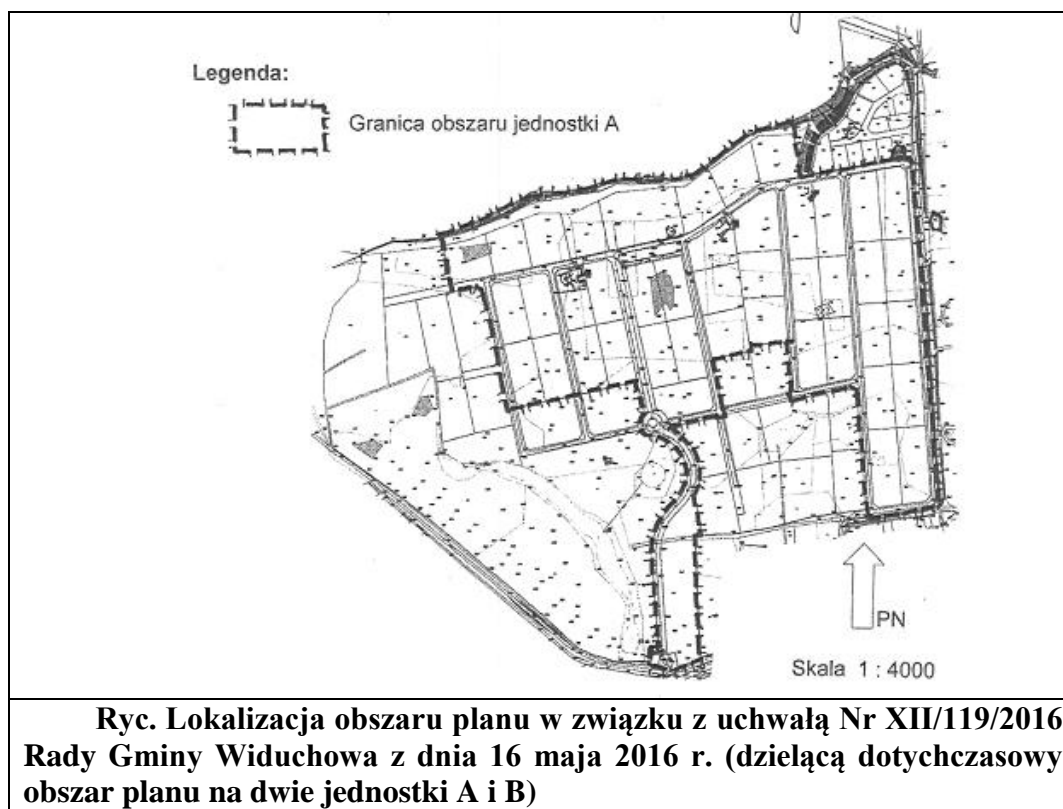 Legenda:
Granica obszaru jednostki A
PN
Skala 1 : 4000
Ryc. Lokalizacja obszaru planu w związku z uchwałą Nr XII/119/2016
Rady Gminy Widuchowa z dnia 16 maja 2016 r. (dzielącą dotychczasowy
obszar planu na dwie jednostki A i B)